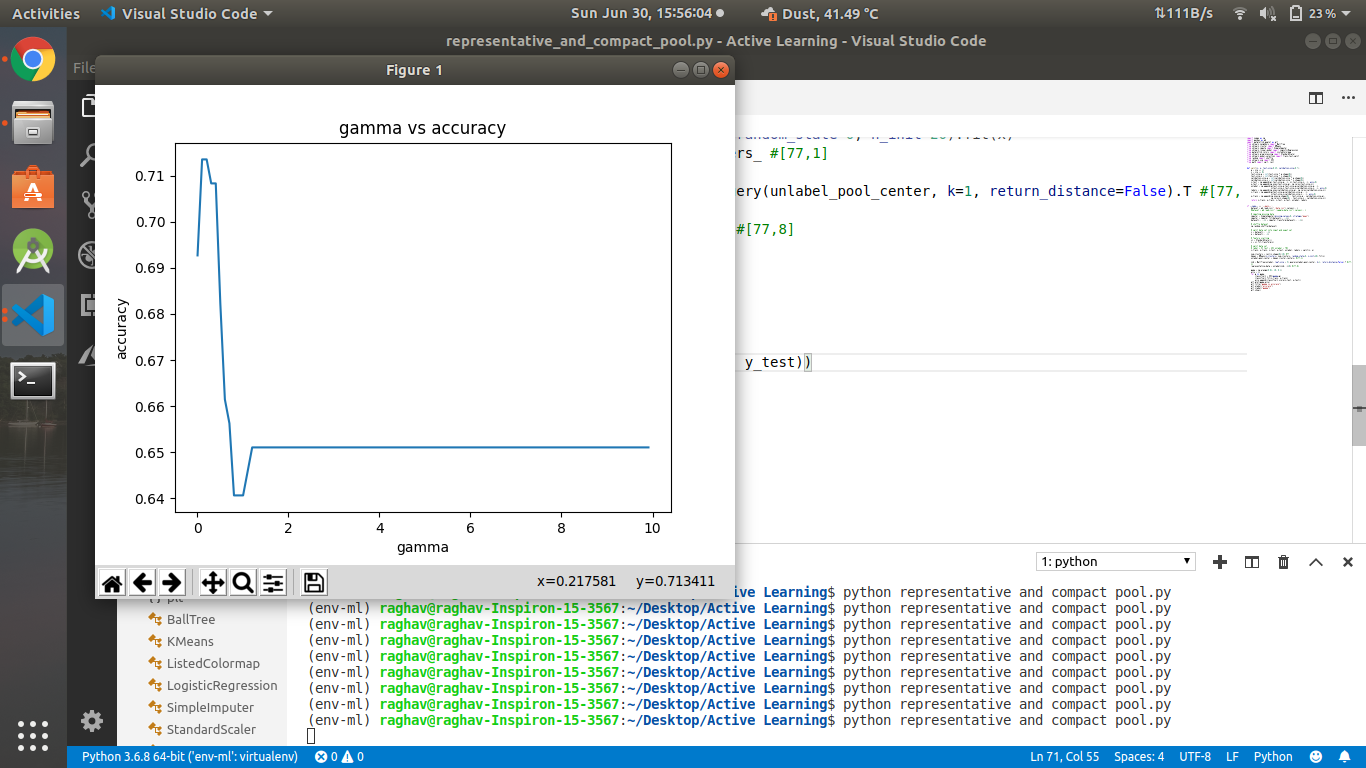 Activities
Visual Studio Code
Sun Jun 30, 15:56:04
Dust, 41.49 °C
111B/s
23 %
representative_and_compact_pool.py - Active Learning - Visual Studio Code
File
Figure 1
gamma vs accuracy
0.71
0.70
0.69
0.68
0.67
0.66
0.65
0.64
accuracy
0 2 4 6 8 10
gamma
x=0.217581 y=0.713411
ers_ #[77,1]
ery(unlabel_pool_center, k=1, return_distance=False).T #[77,
#[77,8]
y_test))
1: python
BallTree
KMeans
ListedColormap
LogisticRegression
SimpleImputer
StandardScaler
ive Learning$ python representative and compact pool.py
(env-ml) raghav@raghav-Inspiron-15-3567:~/Desktop/Active Learning$ python representative and compact pool.py
(env-ml) raghav@raghav-Inspiron-15-3567:~/Desktop/Active Learning$ python representative and compact pool.py
(env-ml) raghav@raghav-Inspiron-15-3567:~/Desktop/Active Learning$ python representative and compact pool.py
(env-ml) raghav@raghav-Inspiron-15-3567:~/Desktop/Active Learning$ python representative and compact pool.py
(env-ml) raghav@raghav-Inspiron-15-3567:~/Desktop/Active Learning$ python representative and compact pool.py
(env-ml) raghav@raghav-Inspiron-15-3567:~/Desktop/Active Learning$ python representative and compact pool.py
(env-ml) raghav@raghav-Inspiron-15-3567:~/Desktop/Active Learning$ python representative and compact pool.py
(env-ml) raghav@raghav-Inspiron-15-3567:~/Desktop/Active Learning$ python representative and compact pool.py
Python 3.6.8 64-bit ('env-ml': virtualenv)
0
0
Ln 71, Col 55
Spaces: 4
UTF-8
LF
Python